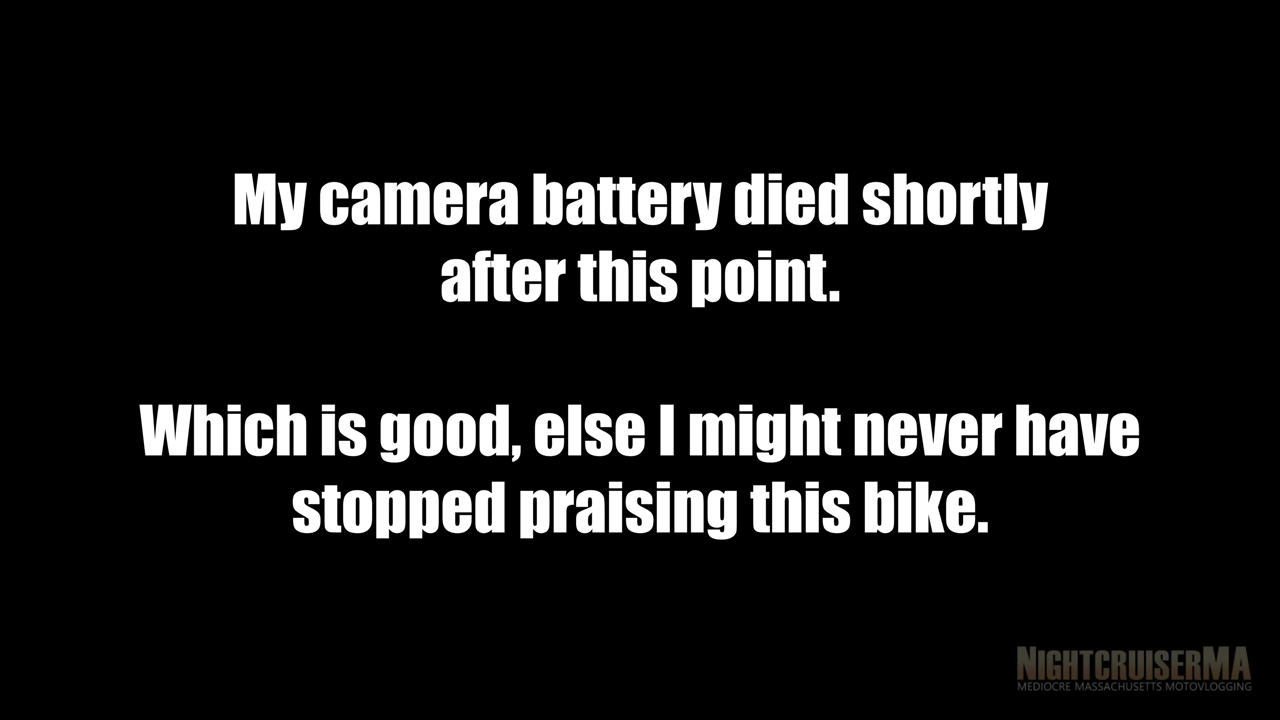 My camera battery died shortly
after this point.
Which is good, else I might never have
stopped praising this bike.
NIGHTCRUISERMA
MEDIOCRE MASSACHUSETTS MOTOVLOGGING